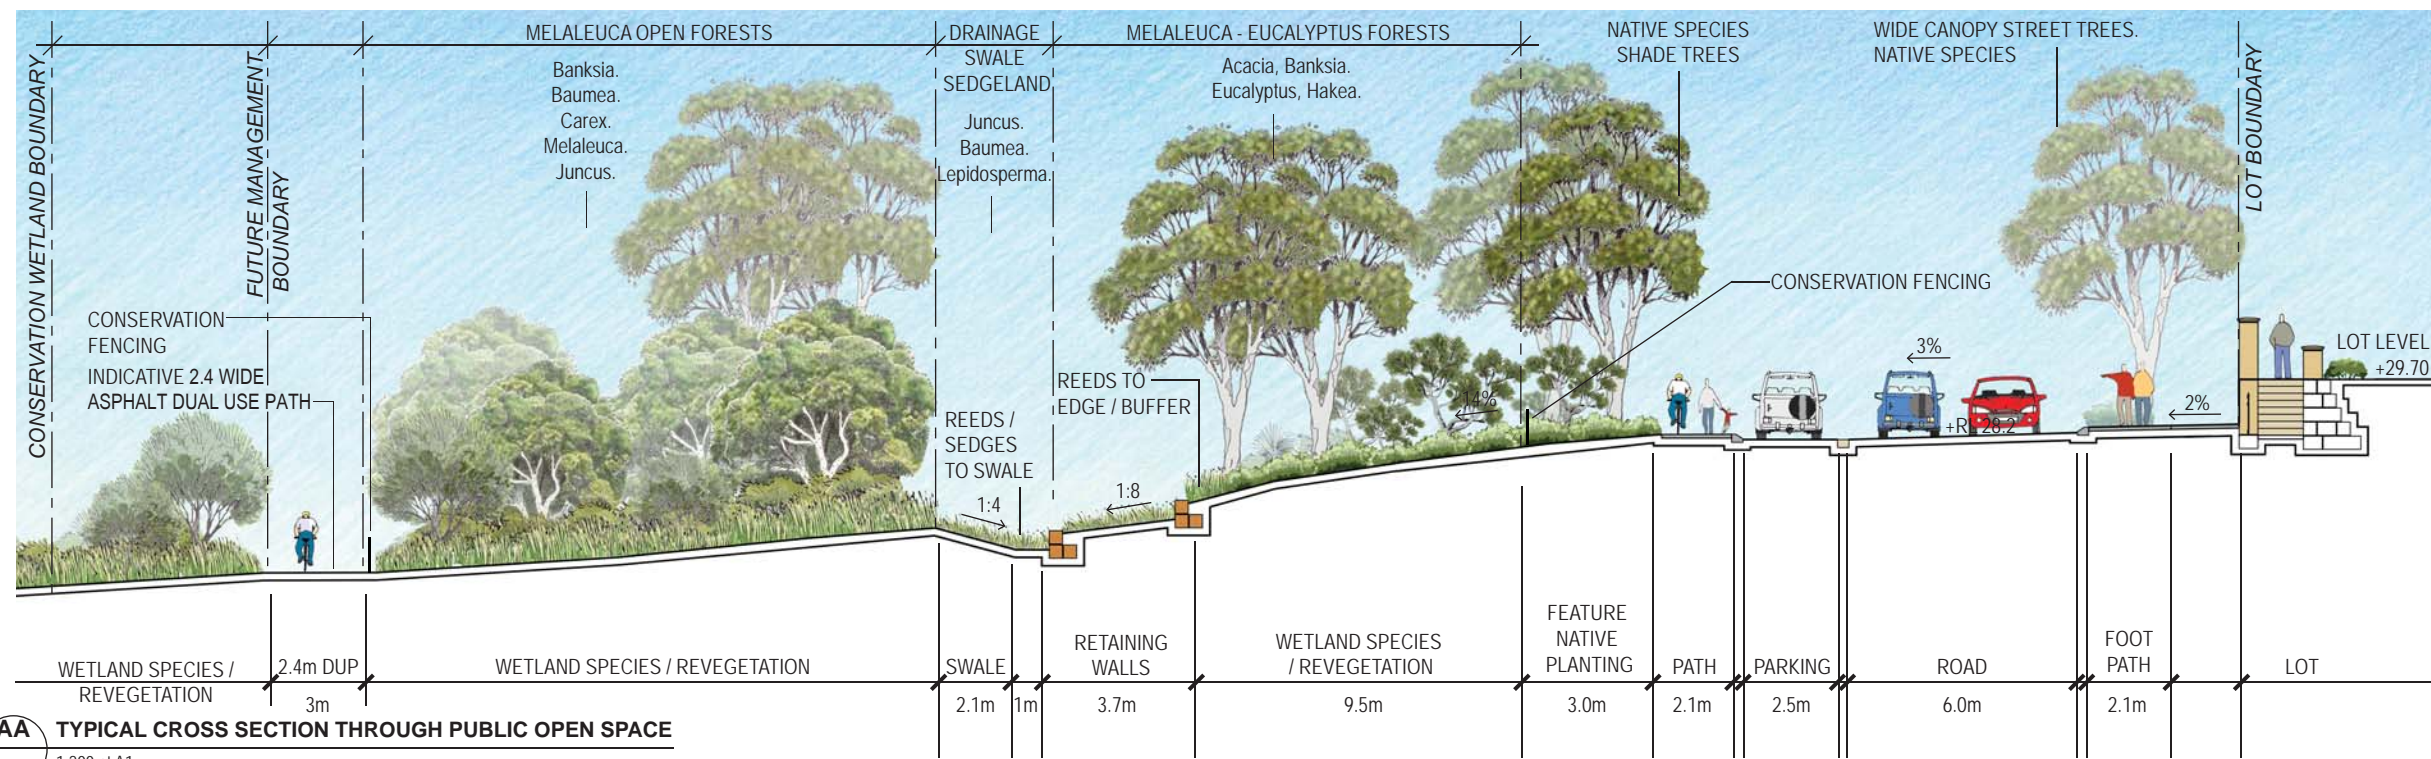 MELALEUCA OPEN FORESTS
Banksia.
Baumea.
Carex.
Melaleuca.
Juncus.
DRAINAGE
SWALE
SEDGELAND
Juncus.
Baumea.
Lepidosperma.
MELALEUCA - EUCALYPTUS FORESTS
Acacia, Banksia.
Eucalyptus, Hakea.
NATIVE SPECIES
SHADE TREES
WIDE CANOPY STREET TREES.
NATIVE SPECIES
CONSERVATION WETLAND BOUNDARY
FUTURE MANAGEMENT
BOUNDARY
LOT BOUNDARY
CONSERVATION
FENCING
INDICATIVE 2.4 WIDE
ASPHALT DUAL USE PATH
REEDS /
SEDGES
TO SWALE
1:4
REEDS TO
EDGE / BUFFER
1:8
14%
CONSERVATION FENCING
3%
+RL 28.2
2%
LOT LEVEL
+29.70
WETLAND SPECIES /
REVEGETATION
2.4m DUP
3m
WETLAND SPECIES / REVEGETATION
SWALE
2.1m
1m
RETAINING
WALLS
3.7m
WETLAND SPECIES
/ REVEGETATION
9.5m
FEATURE
NATIVE
PLANTING
3.0m
PATH
2.1m
PARKING
2.5m
ROAD
6.0m
FOOT
PATH
2.1m
LOT
AA
TYPICAL CROSS SECTION THROUGH PUBLIC OPEN SPACE